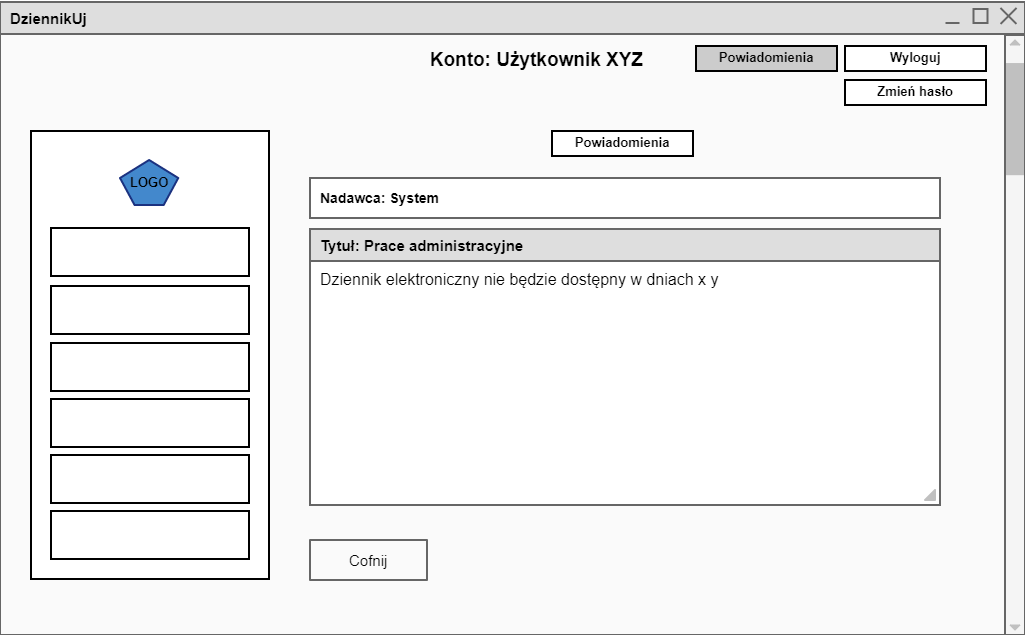 DziennikUj
Konto: Użytkownik XYZ
Powiadomienia
Wyloguj
Zmień hasło
LOGO
Powiadomienia
Nadawca: System
Tytuł: Prace administracyjne
Dziennik elektroniczny nie będzie dostępny w dniach x y
Cofnij